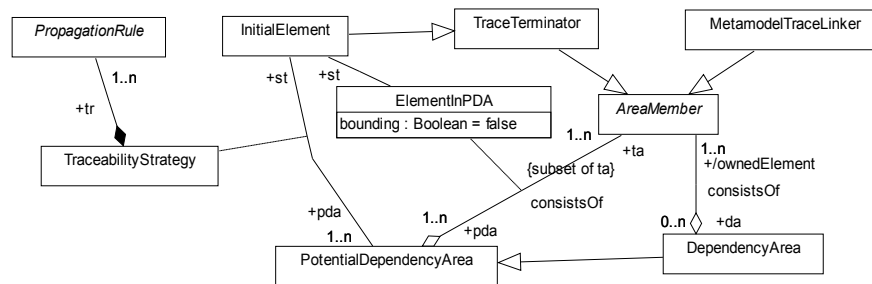 PropagationRule
InitialElement
TraceTerminator
MetamodelTraceLinker
1..n
+st
+st
+tr
ElementInPDA
bounding : Boolean = false
AreaMember
1..n
+ta
1..n
+/ownedElement
TraceabilityStrategy
{subset of ta}
consistsOf
consistsOf
+pda
1..n
1..n
+pda
0..n
+da
PotentialDependencyArea
DependencyArea